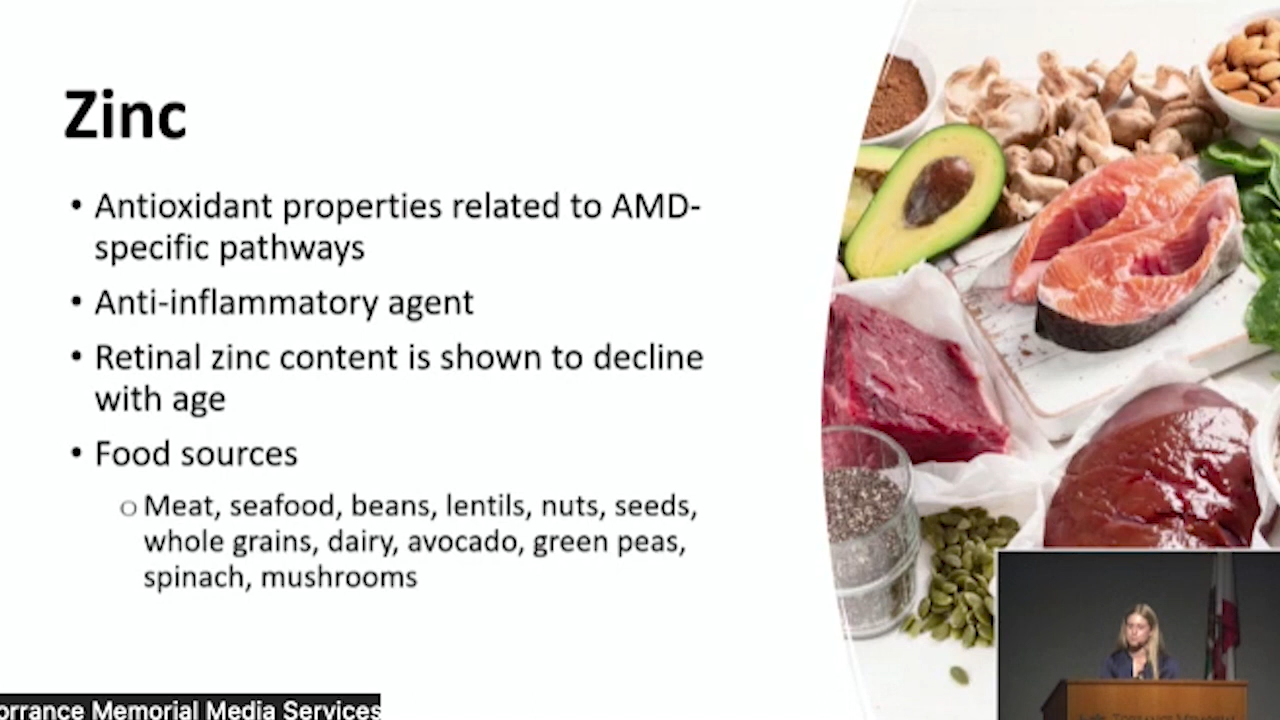 Zinc
• Antioxidant properties related to AMD-
specific pathways
• Anti-inflammatory agent
• Retinal zinc content is shown to decline
with age
• Food sources
○ Meat, seafood, beans, lentils, nuts, seeds,
whole grains, dairy, avocado, green peas,
spinach, mushrooms
orrance Memorial Media Services